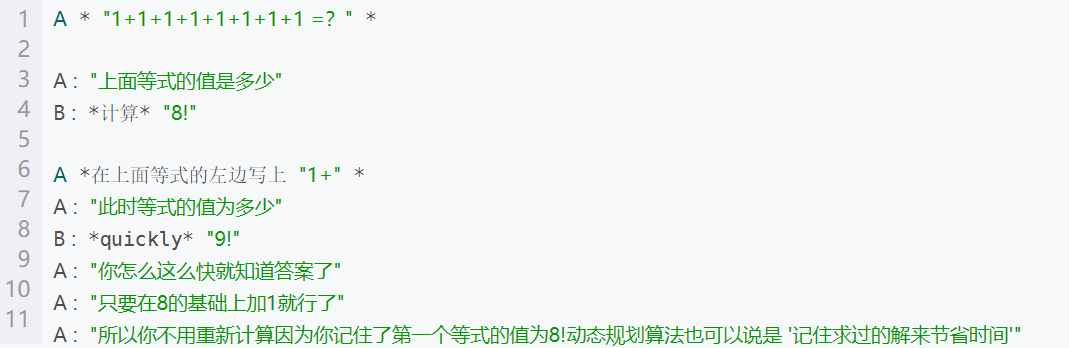 1 A * "1+1+1+1+1+1+1+1 =？" *
2
3 A : "上面等式的值是多少"
4 B : *计算* "8!"
5
6 A *在上面等式的左边写上 "1+" *
7 A : "此时等式的值为多少"
8 B : *quickly* "9!"
9 A : "你怎么这么快就知道答案了"
10 A : "只要在8的基础上加1就行了"
11 A : "所以你不用重新计算因为你记住了第一个等式的值为8!动态规划算法也可以说是 '记住求过的解来节省时间'"